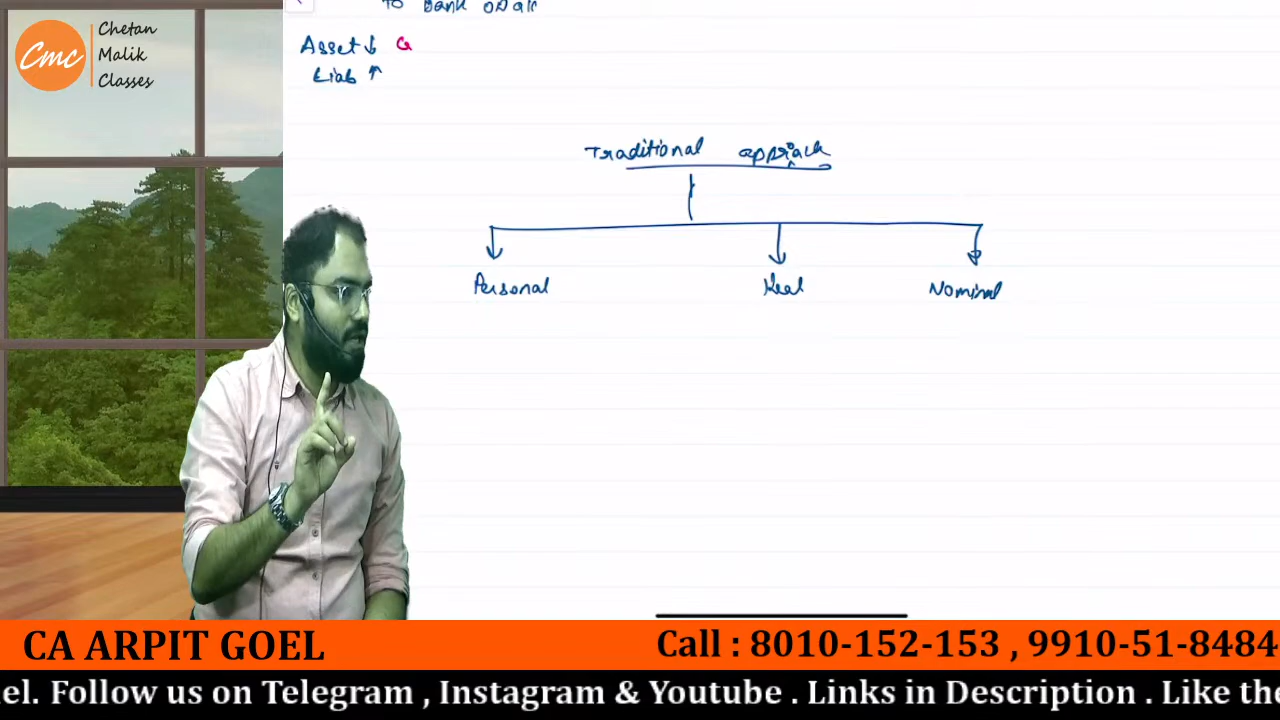 Chetan
Malik
Classes
Cmc
To Bank OD a/c
Asset ↓ C
Liab ↑
Traditional approach
Personal Real Nominal
CA ARPIT GOEL
Call : 8010-152-153 , 9910-51-8484
el. Follow us on Telegram , Instagram & Youtube . Links in Description . Like the